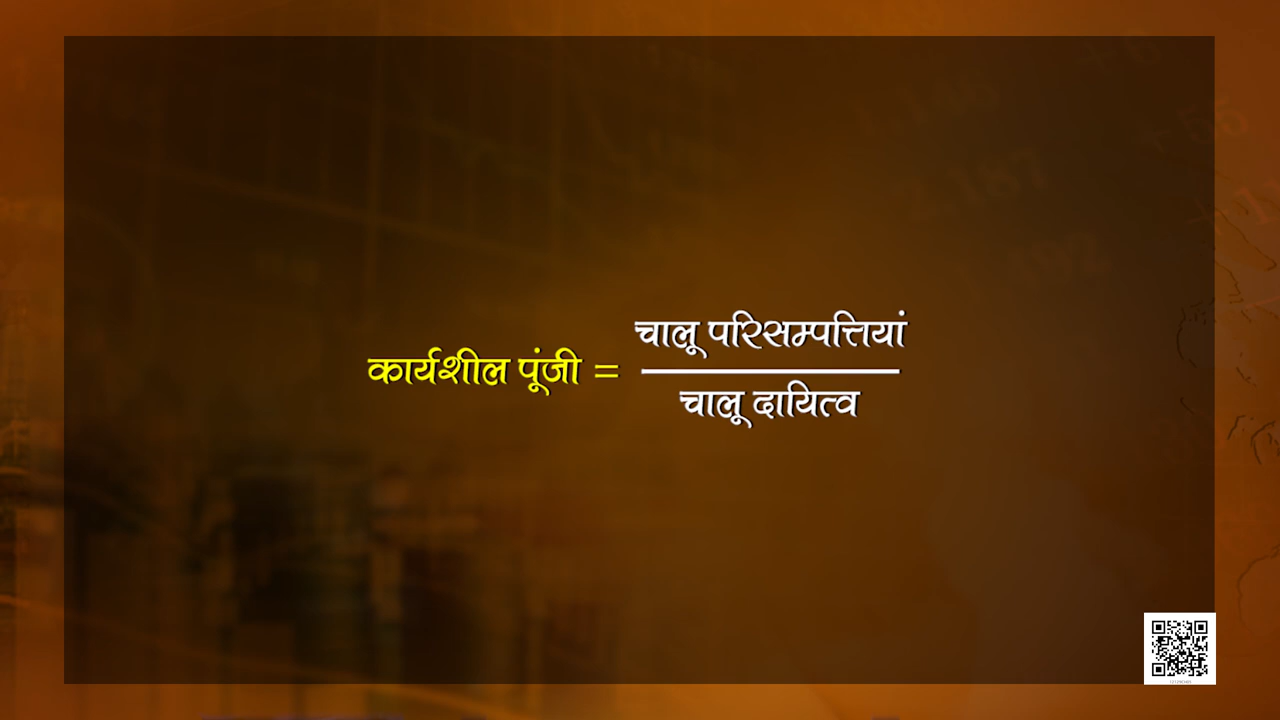 चालू परिसम्पत्तियां
कार्यशील पूंजी =
चालू दायित्व